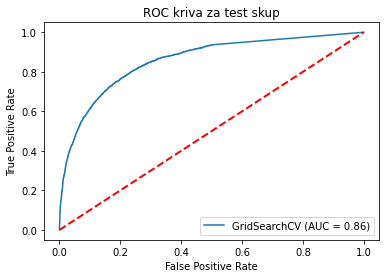 ROC kriva za test skup
True Positive Rate
1.0
0.8
0.6
0.4
0.2
0.0
GridSearchCV (AUC = 0.86)
0.0 0.2 0.4 0.6 0.8 1.0
False Positive Rate